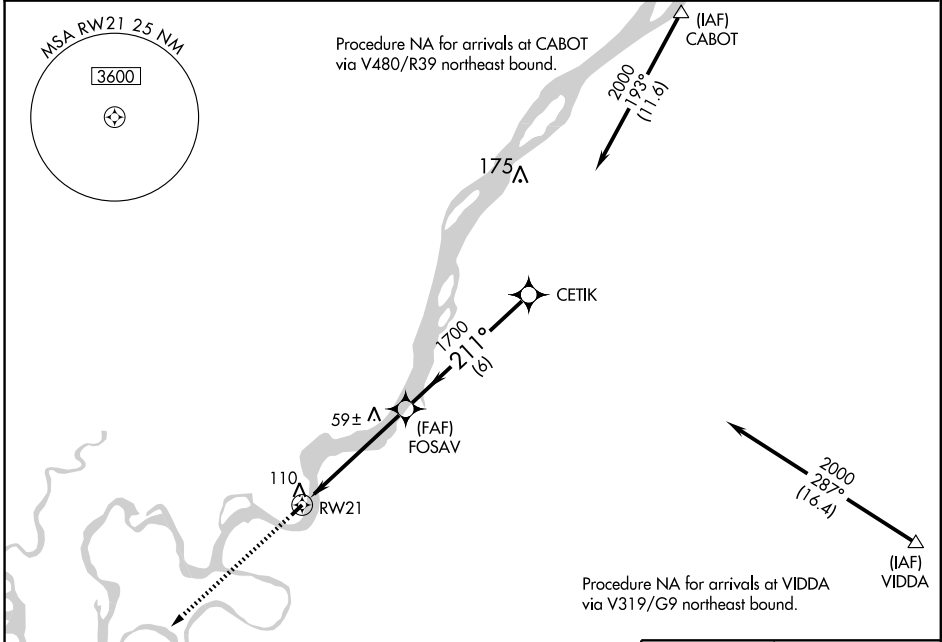 MSA RW21 25 NM
3600
Procedure NA for arrivals at CABOT
via V480/R39 northeast bound.
(IAF)
CABOT
2000
193°
(11.6)
175
CETIK
1700
211°
(6)
59±
(FAF)
FOSAV
110
RW21
2000
287°
(16.4)
(IAF)
VIDDA
Procedure NA for arrivals at VIDDA
via V319/G9 northeast bound.